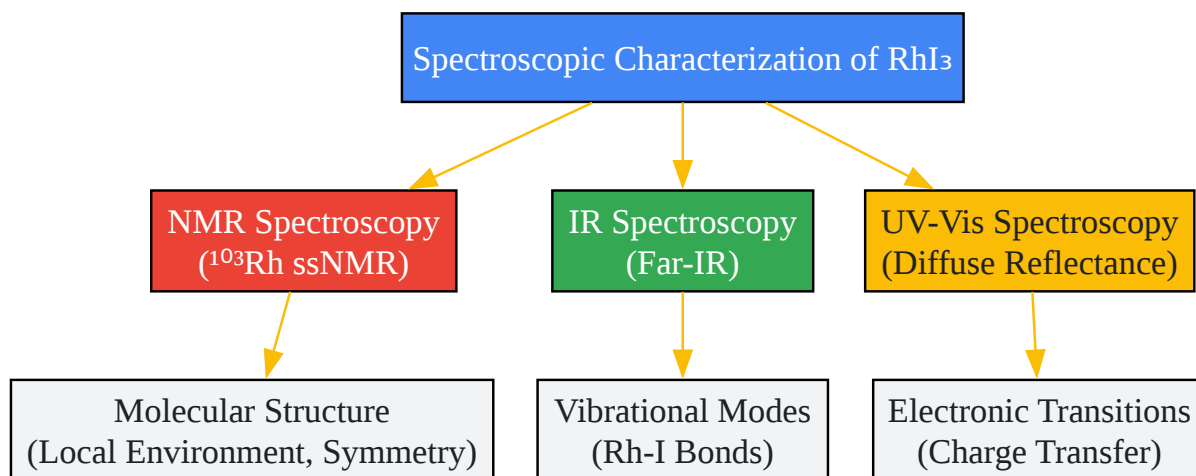 Spectroscopic Characterization of RhI₃
NMR Spectroscopy
(¹⁰³Rh ssNMR)
IR Spectroscopy
(Far-IR)
UV-Vis Spectroscopy
(Diffuse Reflectance)
Molecular Structure
(Local Environment, Symmetry)
Vibrational Modes
(Rh-I Bonds)
Electronic Transitions
(Charge Transfer)